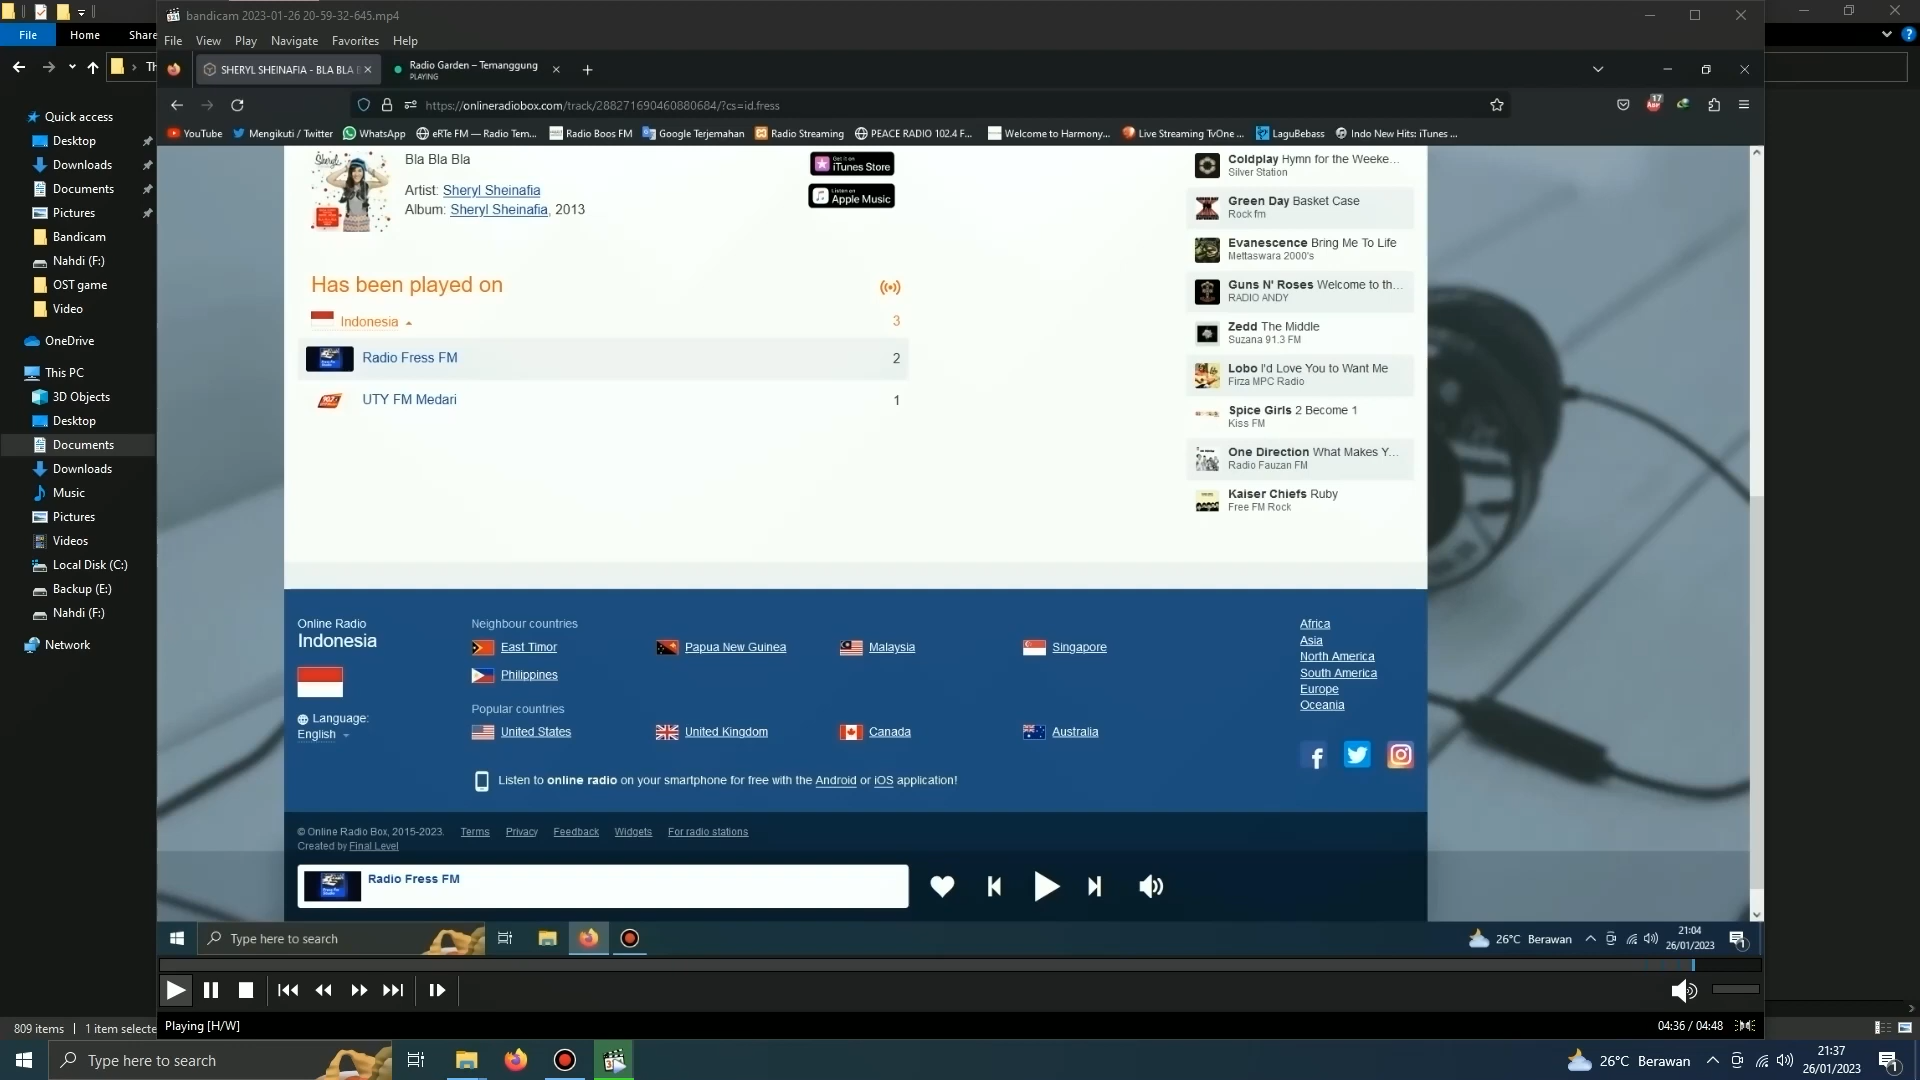 bandicam 2023-01-26 20-59-32-645.mp4
File
Home
Share
File View Play Navigate Favorites Help
SHERYL SHEINAFIA - BLA BLA
Radio Garden – Temanggung
PLAYING
https://onlineradiobox.com/track/288271690460880684/?cs=id.fress
17
YouTube
Mengikuti / Twitter
WhatsApp
eRTe FM — Radio Tem...
Radio Boos FM
Google Terjemahan
Radio Streaming
PEACE RADIO 102.4 F...
Welcome to Harmony...
Live Streaming TvOne ...
LaguBebass
Indo New Hits: iTunes ...
Quick access
Desktop
Downloads
Documents
Pictures
Bandicam
Nahdi (F:)
OST game
Video
OneDrive
This PC
3D Objects
Desktop
Documents
Downloads
Music
Pictures
Videos
Local Disk (C:)
Backup (E:)
Nahdi (F:)
Network
Sheryl
Bla Bla Bla
Artist: Sheryl Sheinafia
Album: Sheryl Sheinafia, 2013
Get it on
iTunes Store
Listen on
Apple Music
Has been played on
Indonesia
3
Radio Fress FM
2
UTY FM Medari
1
Coldplay Hymn for the Weeke...
Silver Station
Green Day Basket Case
Rock fm
Evanescence Bring Me To Life
Mettaswara 2000's
Guns N' Roses Welcome to th...
RADIO ANDY
Zedd The Middle
Suzana 91.3 FM
Lobo I'd Love You to Want Me
Firza MPC Radio
Spice Girls 2 Become 1
Kiss FM
One Direction What Makes Y...
Radio Fauzan FM
Kaiser Chiefs Ruby
Free FM Rock
Online Radio
Indonesia
Language:
English
Neighbour countries
East Timor
Papua New Guinea
Malaysia
Singapore
Philippines
Popular countries
United States
United Kingdom
Canada
Australia
Listen to online radio on your smartphone for free with the Android or iOS application!
Africa
Asia
North America
South America
Europe
Oceania
© Online Radio Box, 2015-2023. Terms Privacy Feedback Widgets For radio stations
Created by Final Level
Radio Fress FM
Type here to search
26°C Berawan
21:04
26/01/2023
1
Playing [H/W]
04:36 / 04:48
809 items
1 item selecte
Type here to search
26°C Berawan
21:37
26/01/2023
1